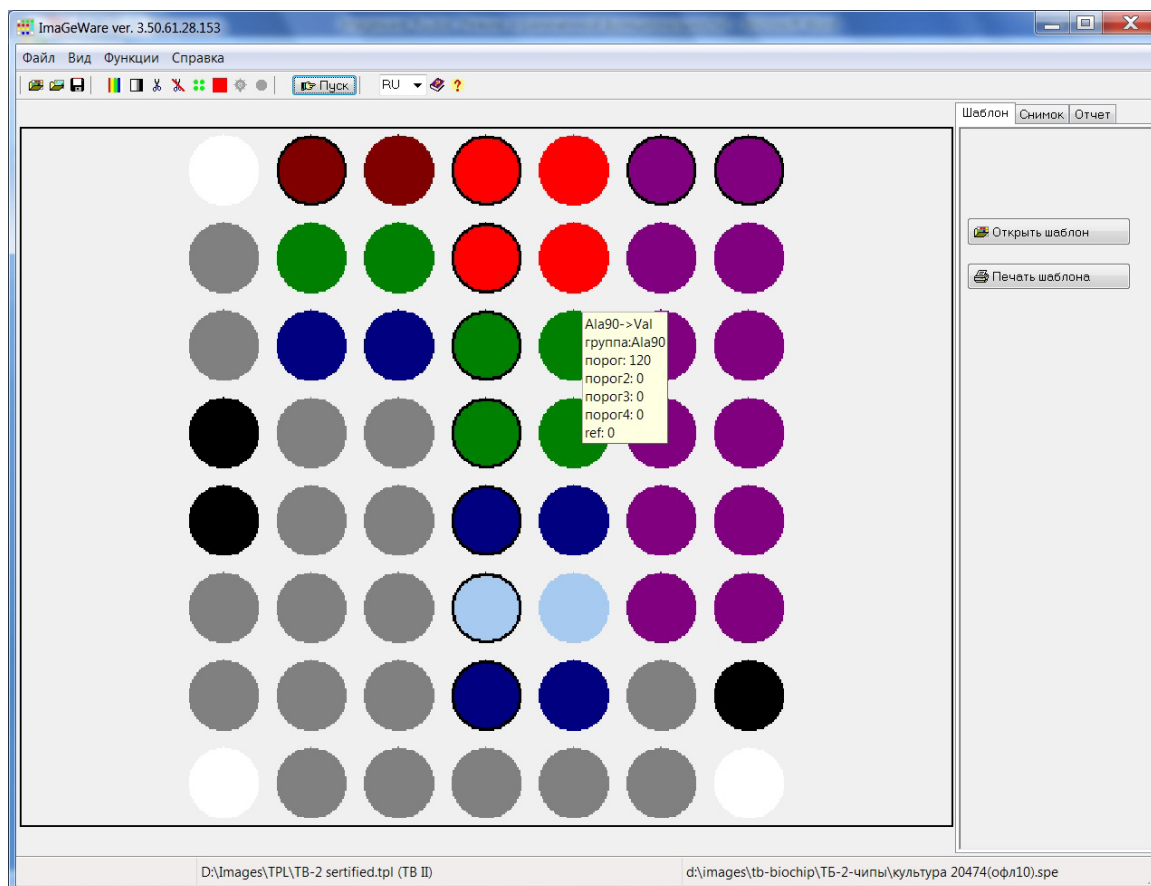 ImaGeWare ver. 3.50.61.28.153
Файл Вид Функции Справка
Пуск RU
Шаблон Снимок Отчет
Открыть шаблон
Печать шаблона
Ala90->Val
группа:Ala90
порог: 120
порог2: 0
порог3: 0
порог4: 0
ref: 0
D:\Images\TPL\TB-2 sertified.tpl (TB II) d:\images\tb-biochip\ТБ-2-чипы\культура 20474(офл10).spe